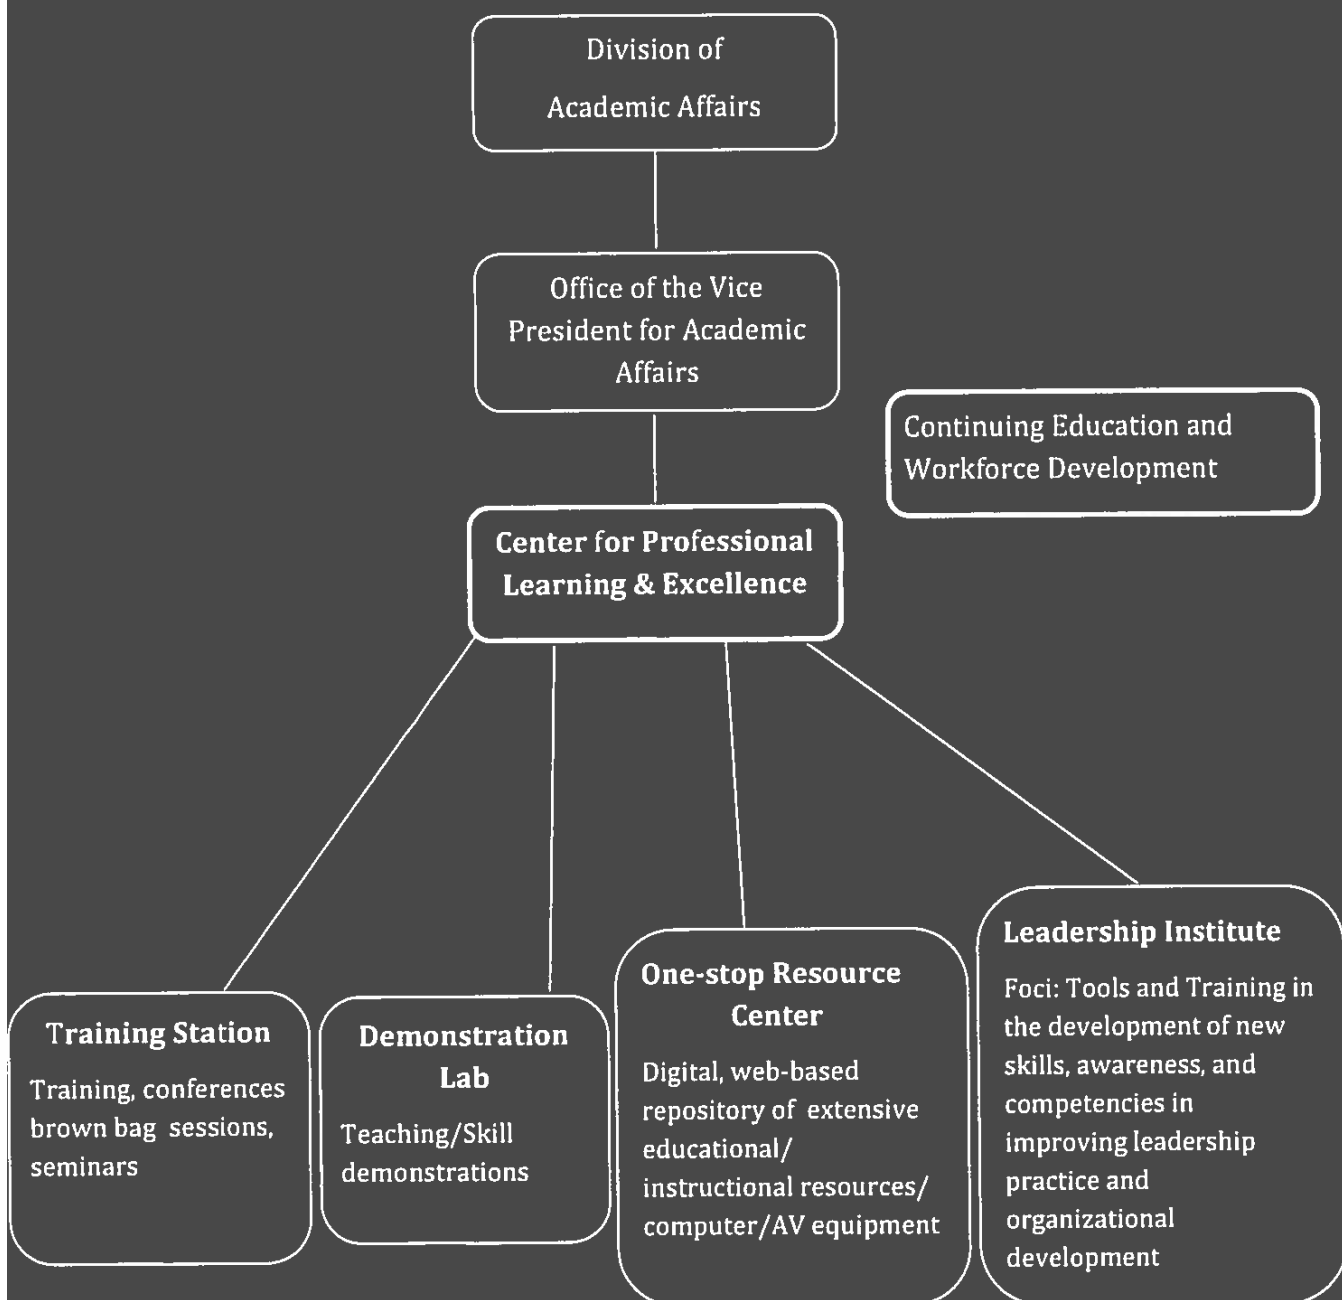 Division of
Academic Affairs
Office of the Vice
President for Academic
Affairs
Continuing Education and
Workforce Development
Center for Professional
Learning & Excellence
Training Station
Training, conferences
brown bag sessions,
seminars
Demonstration
Lab
Teaching/Skill
demonstrations
One-stop Resource
Center
Digital, web-based
repository of extensive
educational/
instructional resources/
computer/AV equipment
Leadership Institute
Foci: Tools and Training in
the development of new
skills, awareness, and
competencies in
improving leadership
practice and
organizational
development